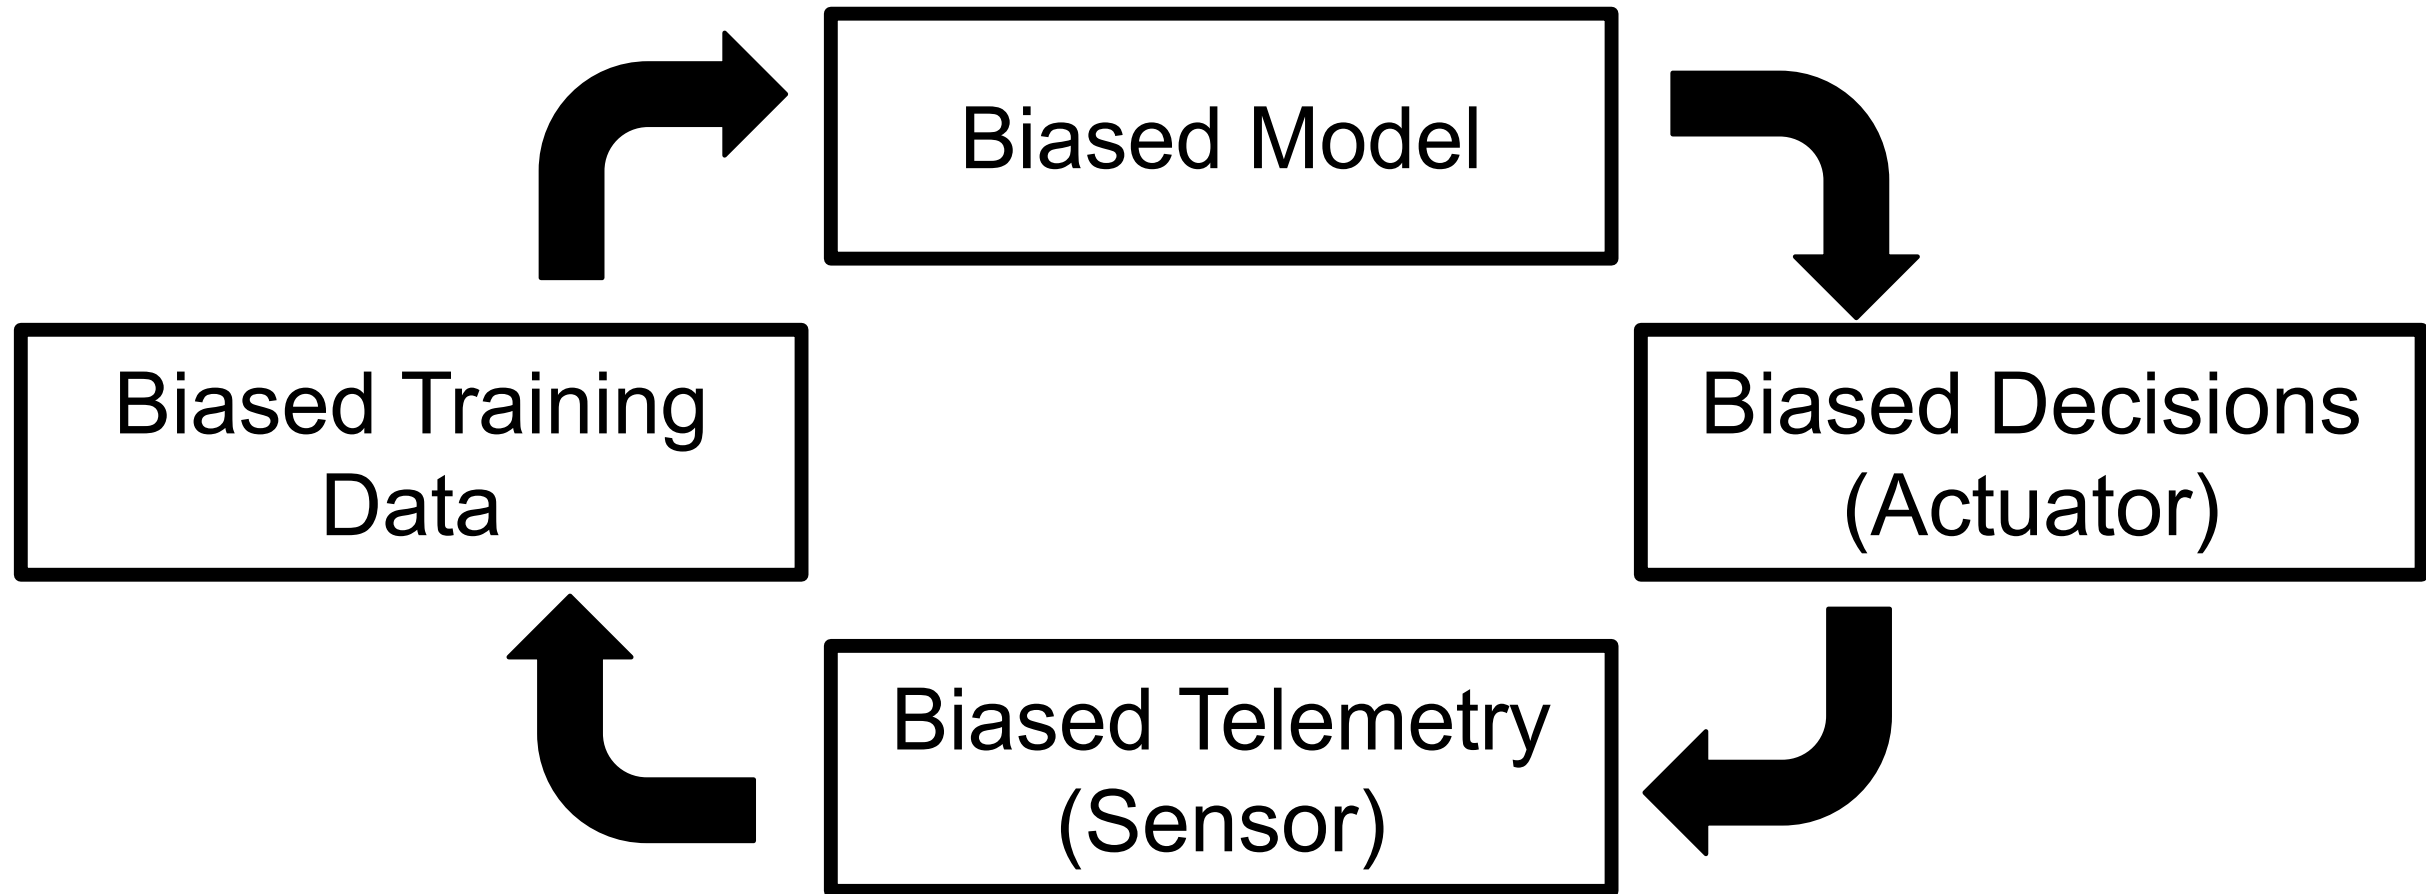 Biased Model
Biased Training
Data
Biased Decisions
(Actuator)
Biased Telemetry
(Sensor)